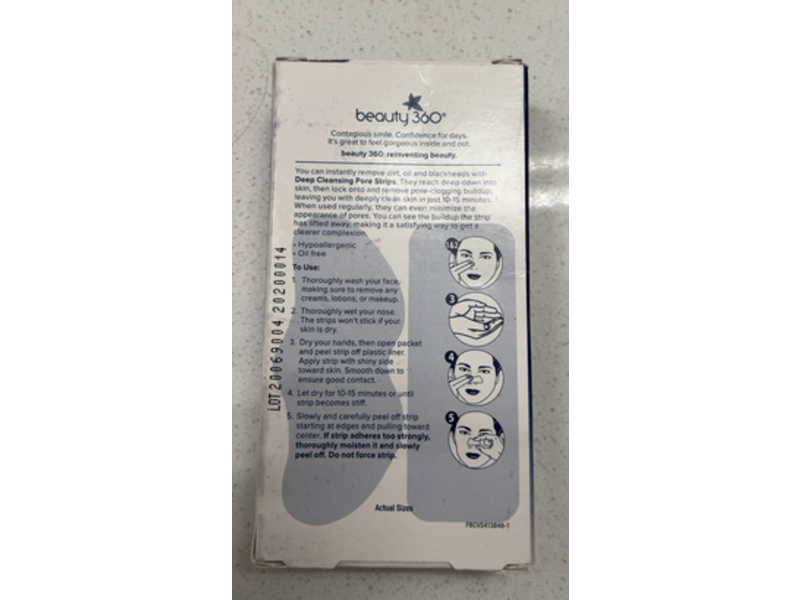 beauty 360®
Contagious smile. Confidence for days.
It's great to feel gorgeous inside and out.
beauty 360: reinventing beauty.
You can instantly remove dirt, oil and blackheads with
Deep Cleansing Pore Strips. They reach deep down into
skin, then lock onto and remove pore-clogging buildup,
leaving you with deeply clean skin in just 10-15 minutes.
When used regularly, they can even minimize the
appearance of pores. You can see the buildup the strip
has lifted away, making it a satisfying way to get a
clearer complexion.
• Hypoallergenic
• Oil free
To Use:
1. Thoroughly wash your face,
making sure to remove any
creams, lotions, or makeup.
2. Thoroughly wet your nose.
The strips won't stick if your
skin is dry.
3. Dry your hands, then open packet
and peel strip off plastic liner.
Apply strip with shiny side
toward skin. Smooth down to
ensure good contact.
4. Let dry for 10-15 minutes or until
strip becomes stiff.
5. Slowly and carefully peel off strip
starting at edges and pulling toward
center. If strip adheres too strongly,
thoroughly moisten it and slowly
peel off. Do not force strip.
1&2
3
4
5
Actual Sizes
FBCVS413848-1
LOT20069004 20200014